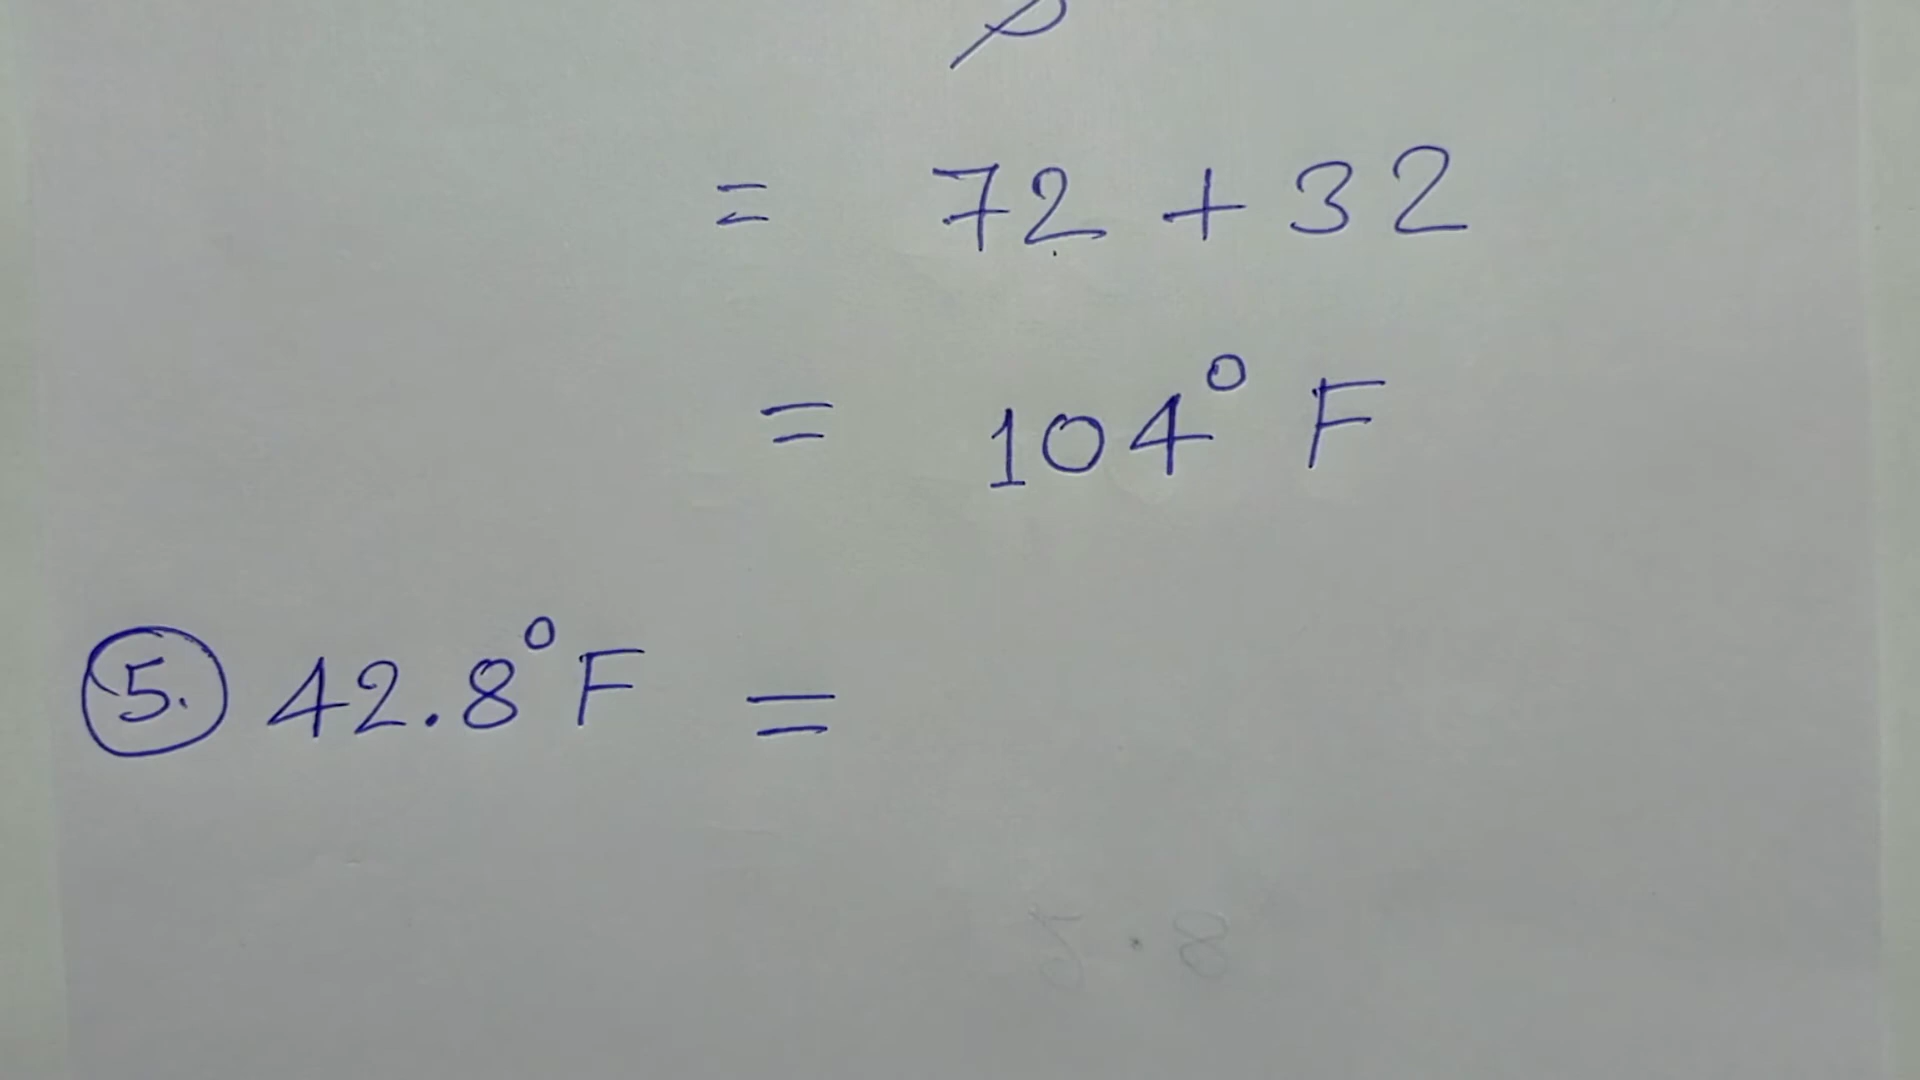 = 72 + 32
= 104° F
5. 42.8° F =